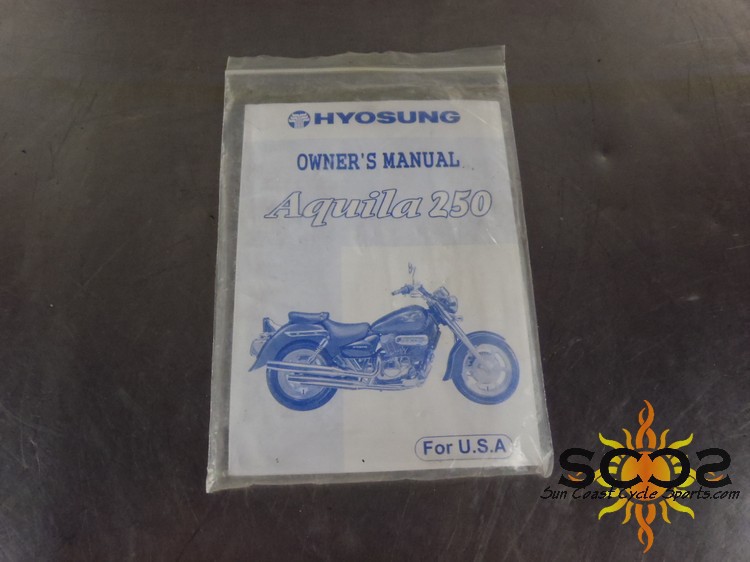 HYOSUNG
OWNER'S MANUAL
Aquila 250
For U.S.A
SCCS
Sun Coast Cycle Sports.com